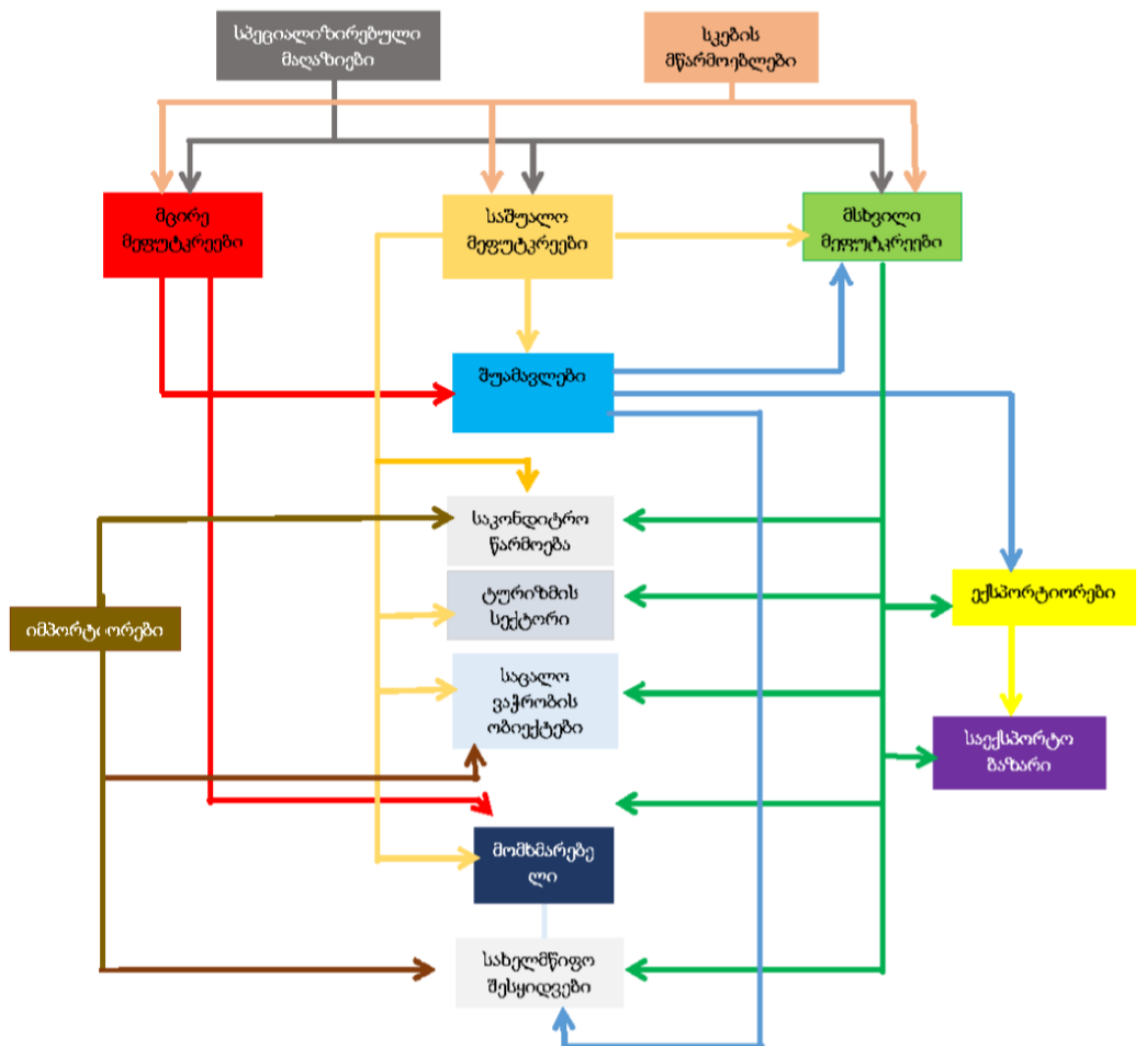 სპეციალიზირებული
მაღაზიები
სკების
მწარმოებლები
მცირე
მეფუტკრეები
საშუალო
მეფუტკრეები
მსხვილი
მეფუტკრეები
შუამავლები
საკონდიტრო
წარმოება
ტურიზმის
სექტორი
ექსპორტიორები
იმპორტიორები
საცალო
ვაჭრობის
ობიექტები
საექსპორტო
ბაზარი
მომხმარებე
ლი
სახელმწიფო
შესყიდვები